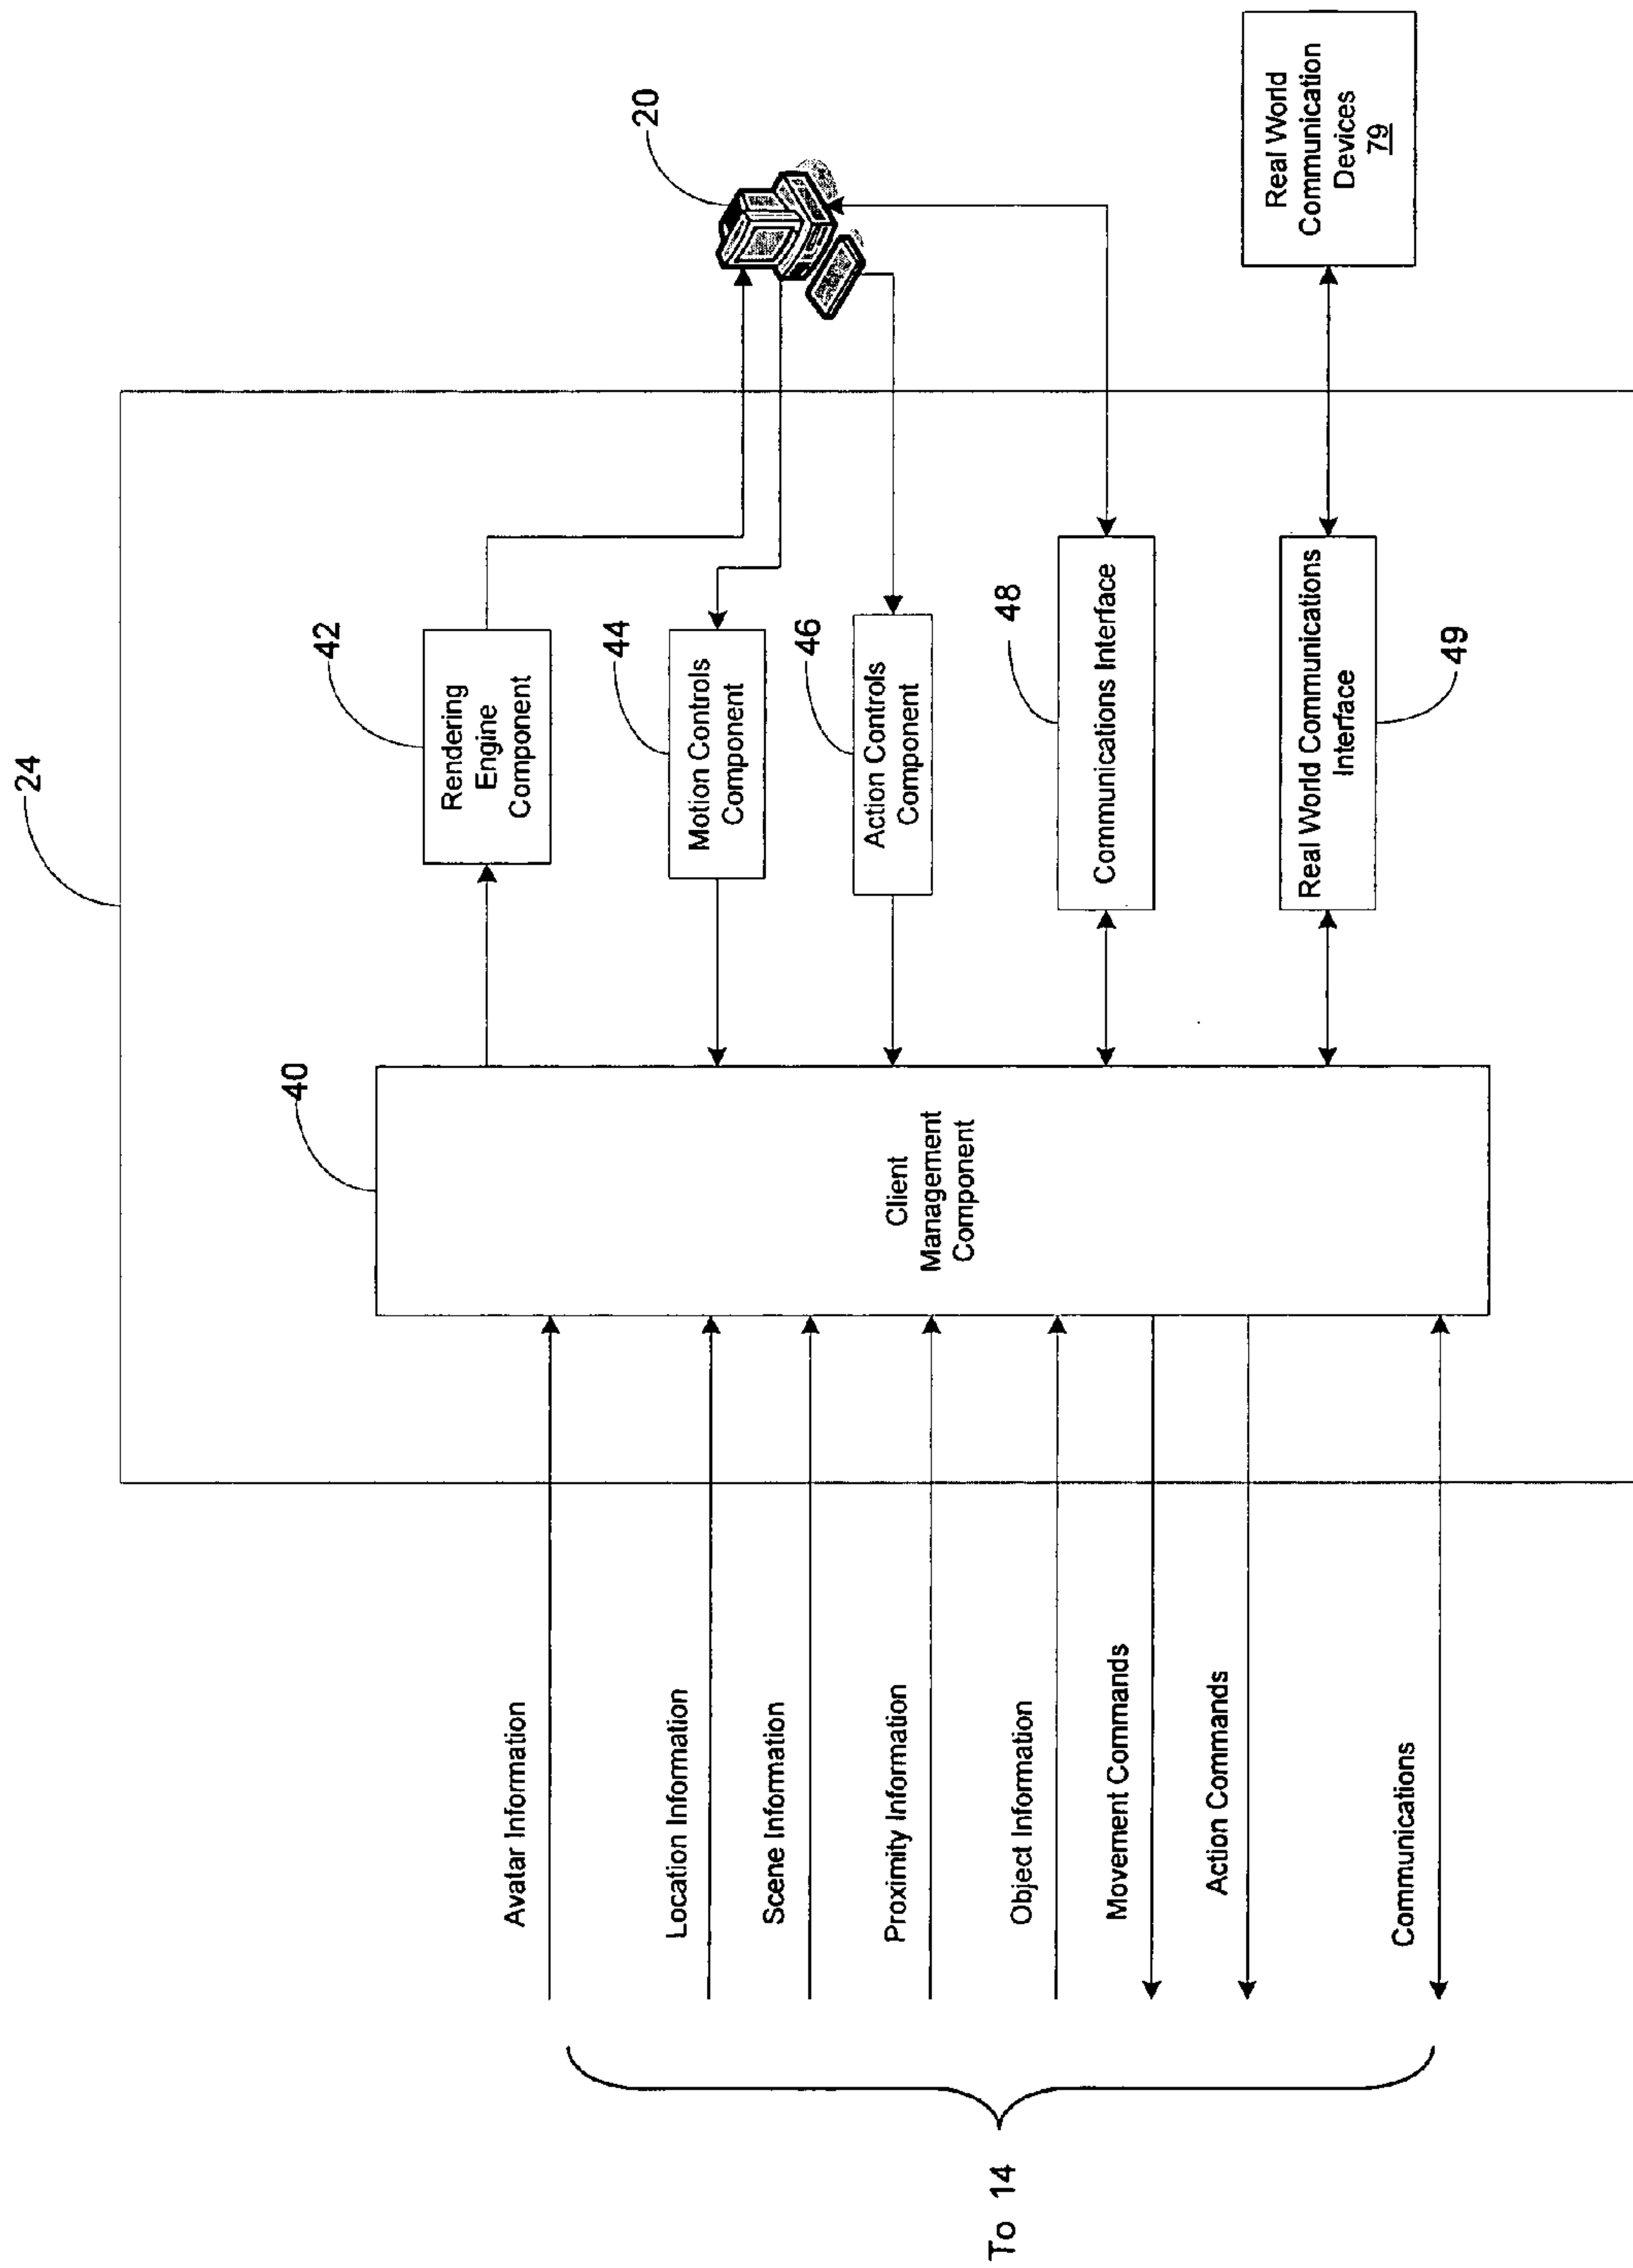 24
40
42
44
46
48
49
20
Rendering
Engine
Component
Motion Controls
Component
Action Controls
Component
Communications Interface
Real World Communications
Interface
Real World
Communication
Devices
79
Client
Management
Component
Avatar Information
Location Information
Scene Information
Proximity Information
Object Information
Movement Commands
Action Commands
Communications
To 14